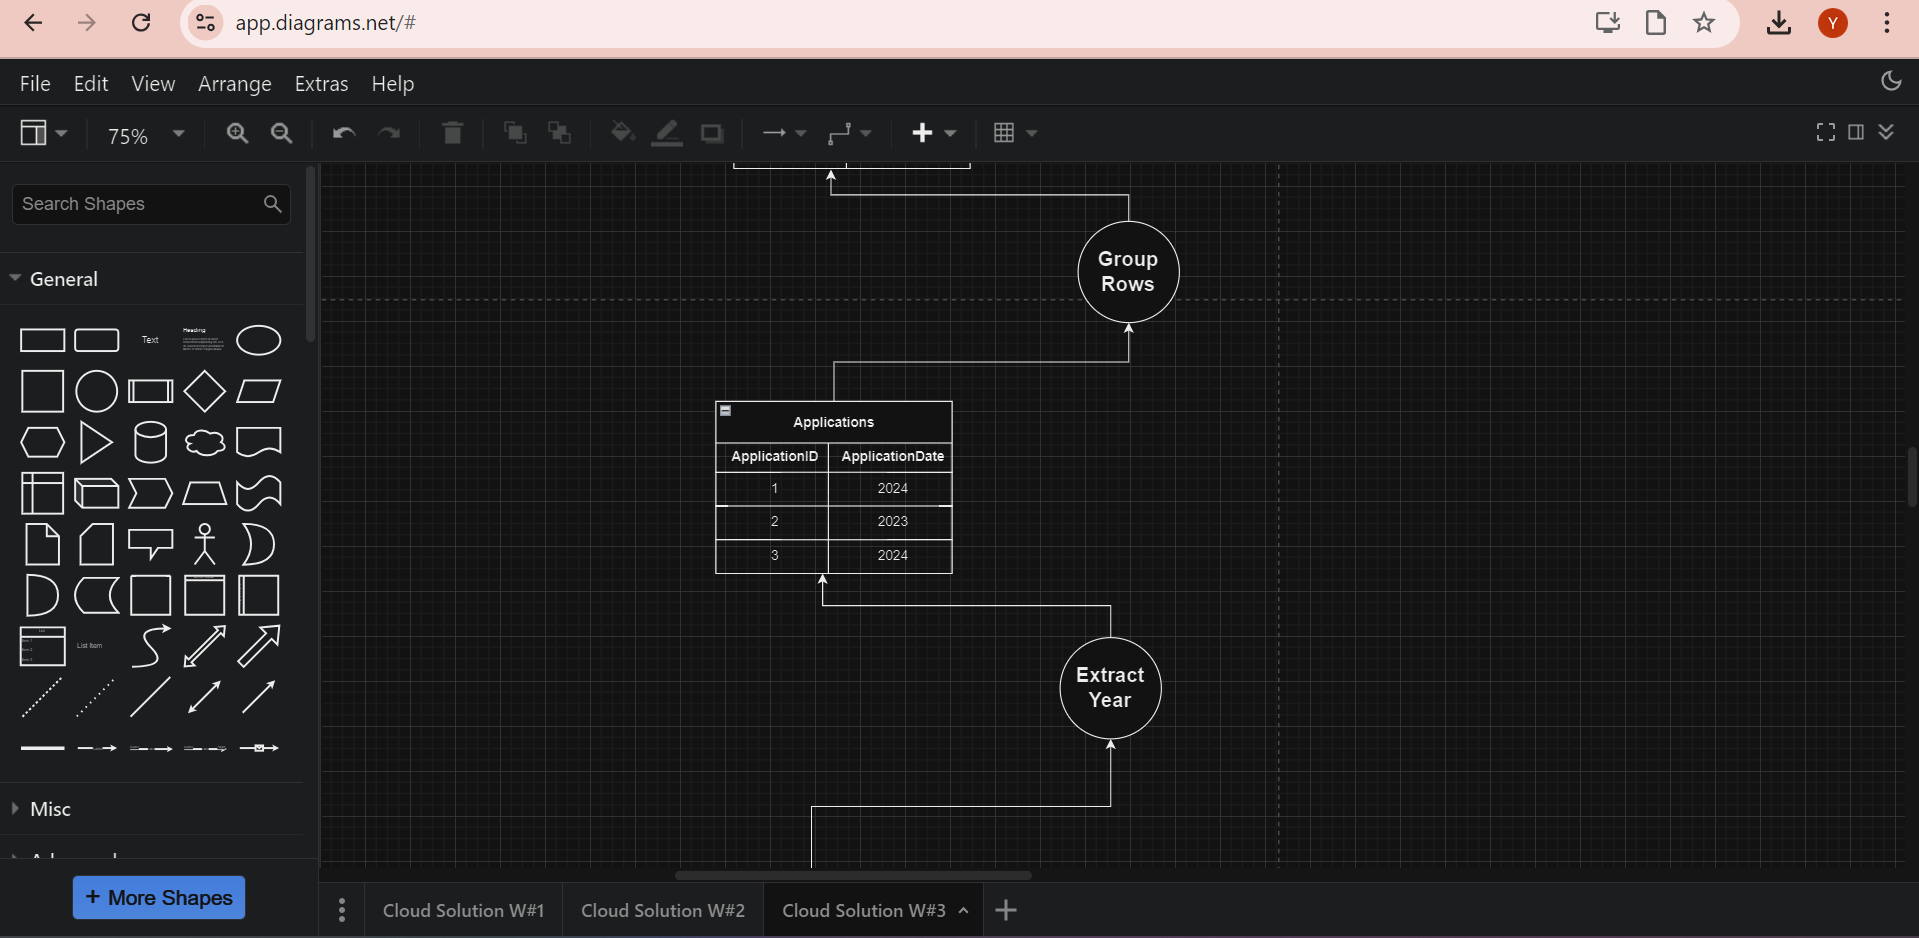 app.diagrams.net/#
Y
File Edit View Arrange Extras Help
75%
Search Shapes
General
Text
Heading
List Item
Misc
+ More Shapes
Group
Rows
Applications
ApplicationID ApplicationDate
1 2024
2 2023
3 2024
Extract
Year
Cloud Solution W#1 Cloud Solution W#2 Cloud Solution W#3